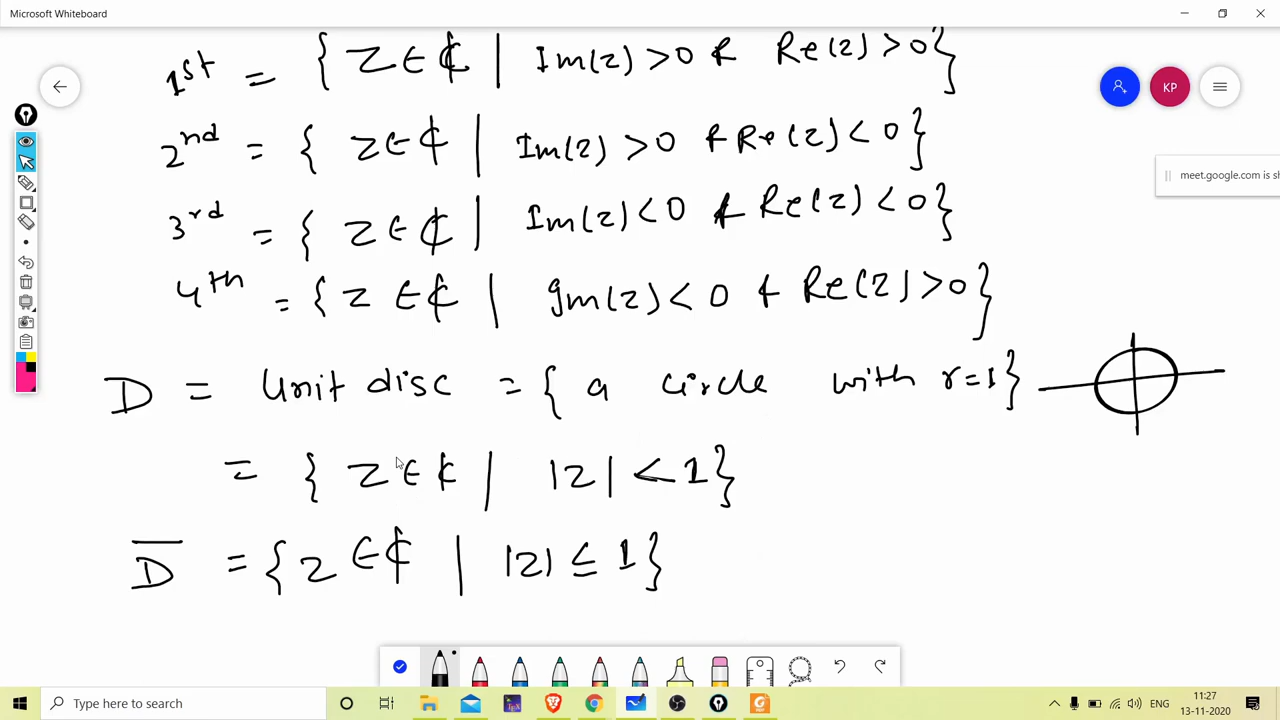 Microsoft Whiteboard
1st = { Z ∈ ₵ | Im(z) > 0 & Re(z) > 0 }
KP
2nd = { Z ∈ ₵ | Im(z) > 0 & Re(z) < 0 }
meet.google.com is sh
3rd = { Z ∈ ₵ | Im(z) < 0 & Re(z) < 0 }
4th = { Z ∈ ₵ | Im(z) < 0 & Re(z) > 0 }
D = Unit disc = { a circle with r=1 }
= { Z ∈ ₵ | |z| < 1 }
D̅ = { z ∈ ₵ | |z| ≤ 1 }
Type here to search
ENG
11:27
13-11-2020